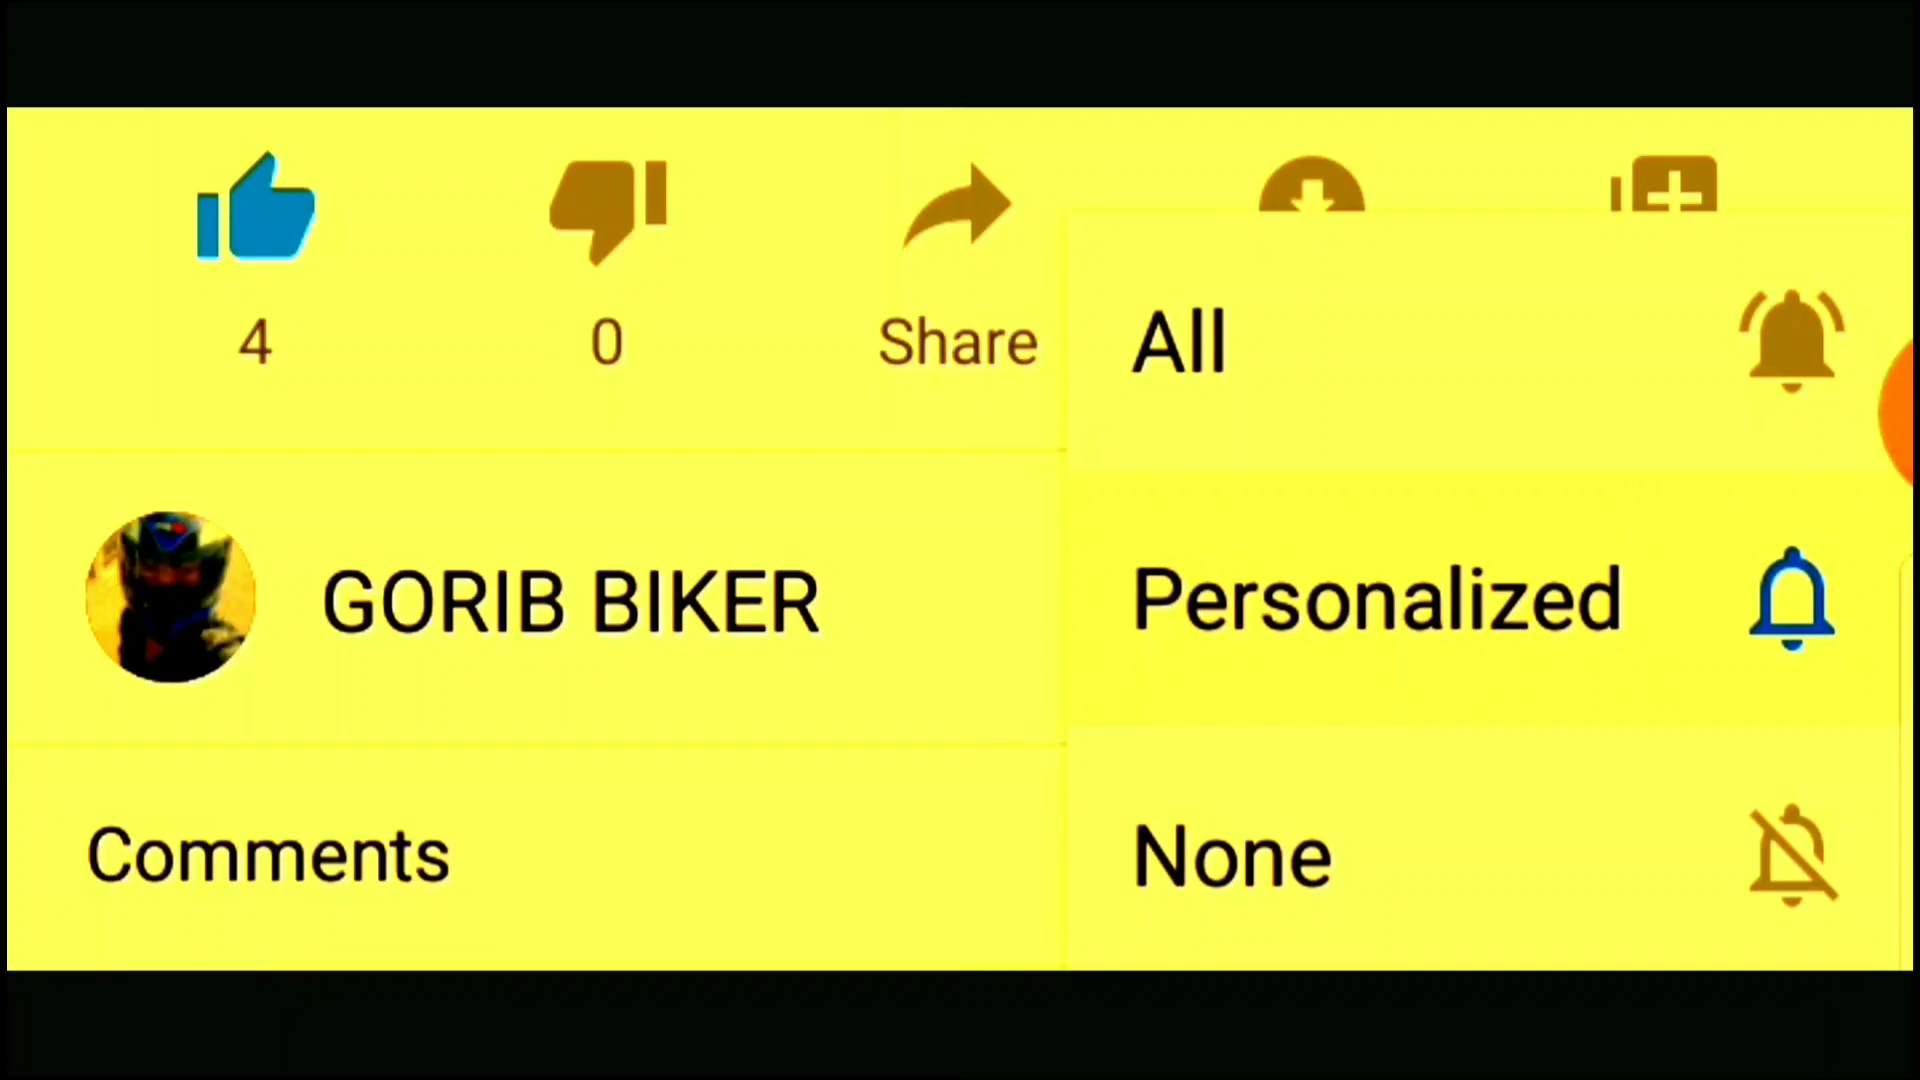 4
0
Share
All
GORIB BIKER
Personalized
Comments
None